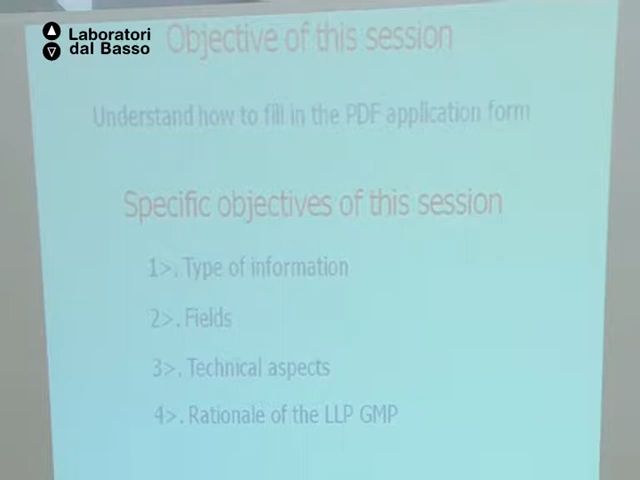 Laboratori
dal Basso
Objective of this session
Understand how to fill in the PDF application form
Specific objectives of this session
1>. Type of information
2>. Fields
3>. Technical aspects
4>. Rationale of the LLP GMP